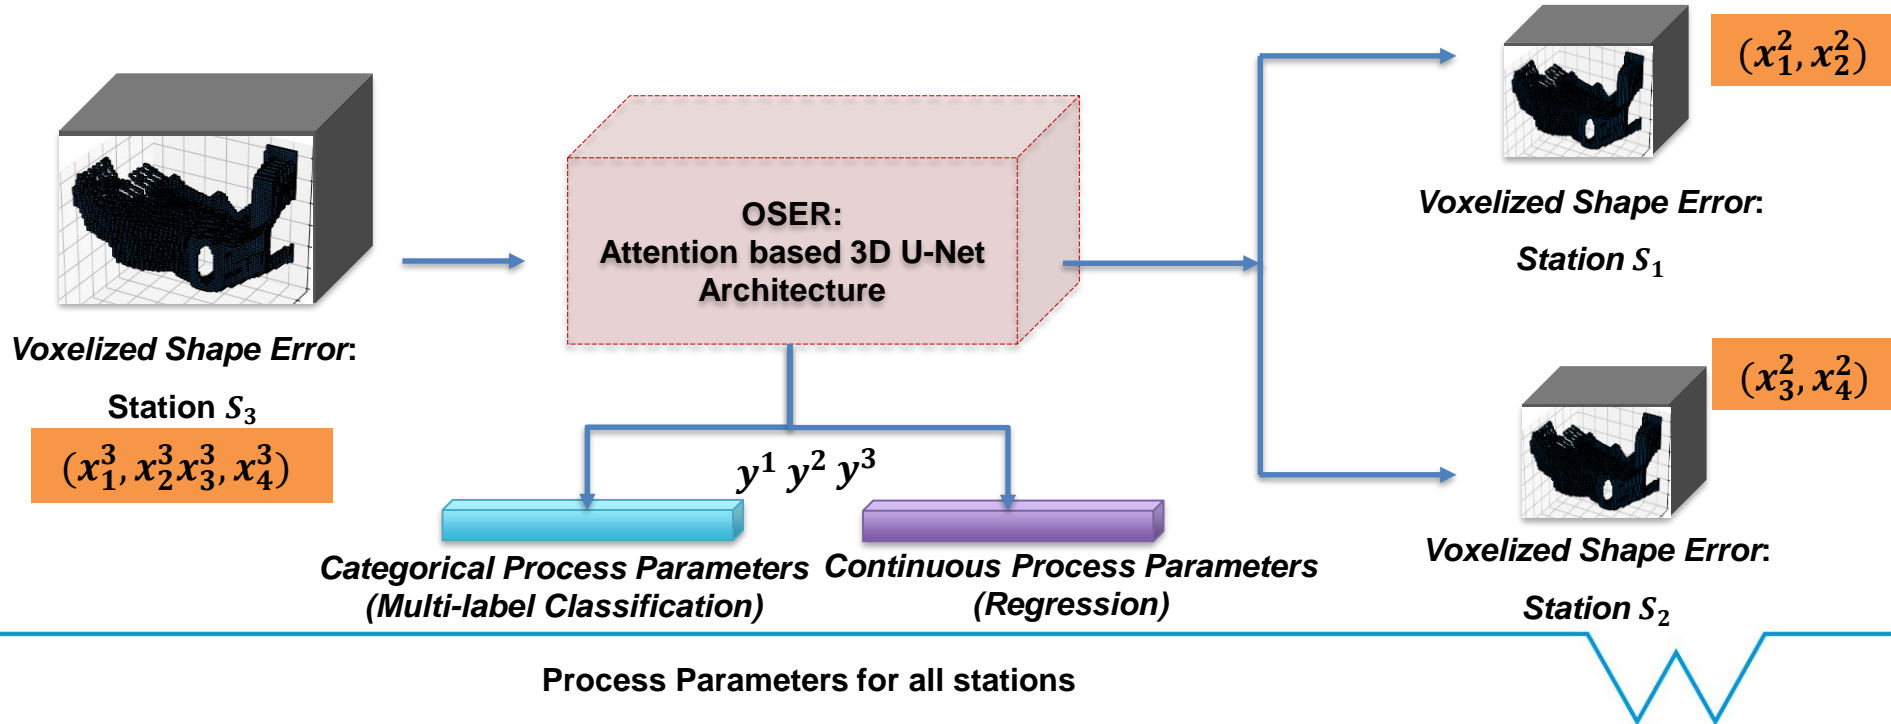 Voxelized Shape Error:
Station S₃
(x₁³, x₂³x₃³, x₄³)
OSER:
Attention based 3D U-Net
Architecture
y¹ y² y³
Categorical Process Parameters
(Multi-label Classification)
Continuous Process Parameters
(Regression)
(x₁², x₂²)
Voxelized Shape Error:
Station S₁
(x₃², x₄²)
Voxelized Shape Error:
Station S₂
Process Parameters for all stations